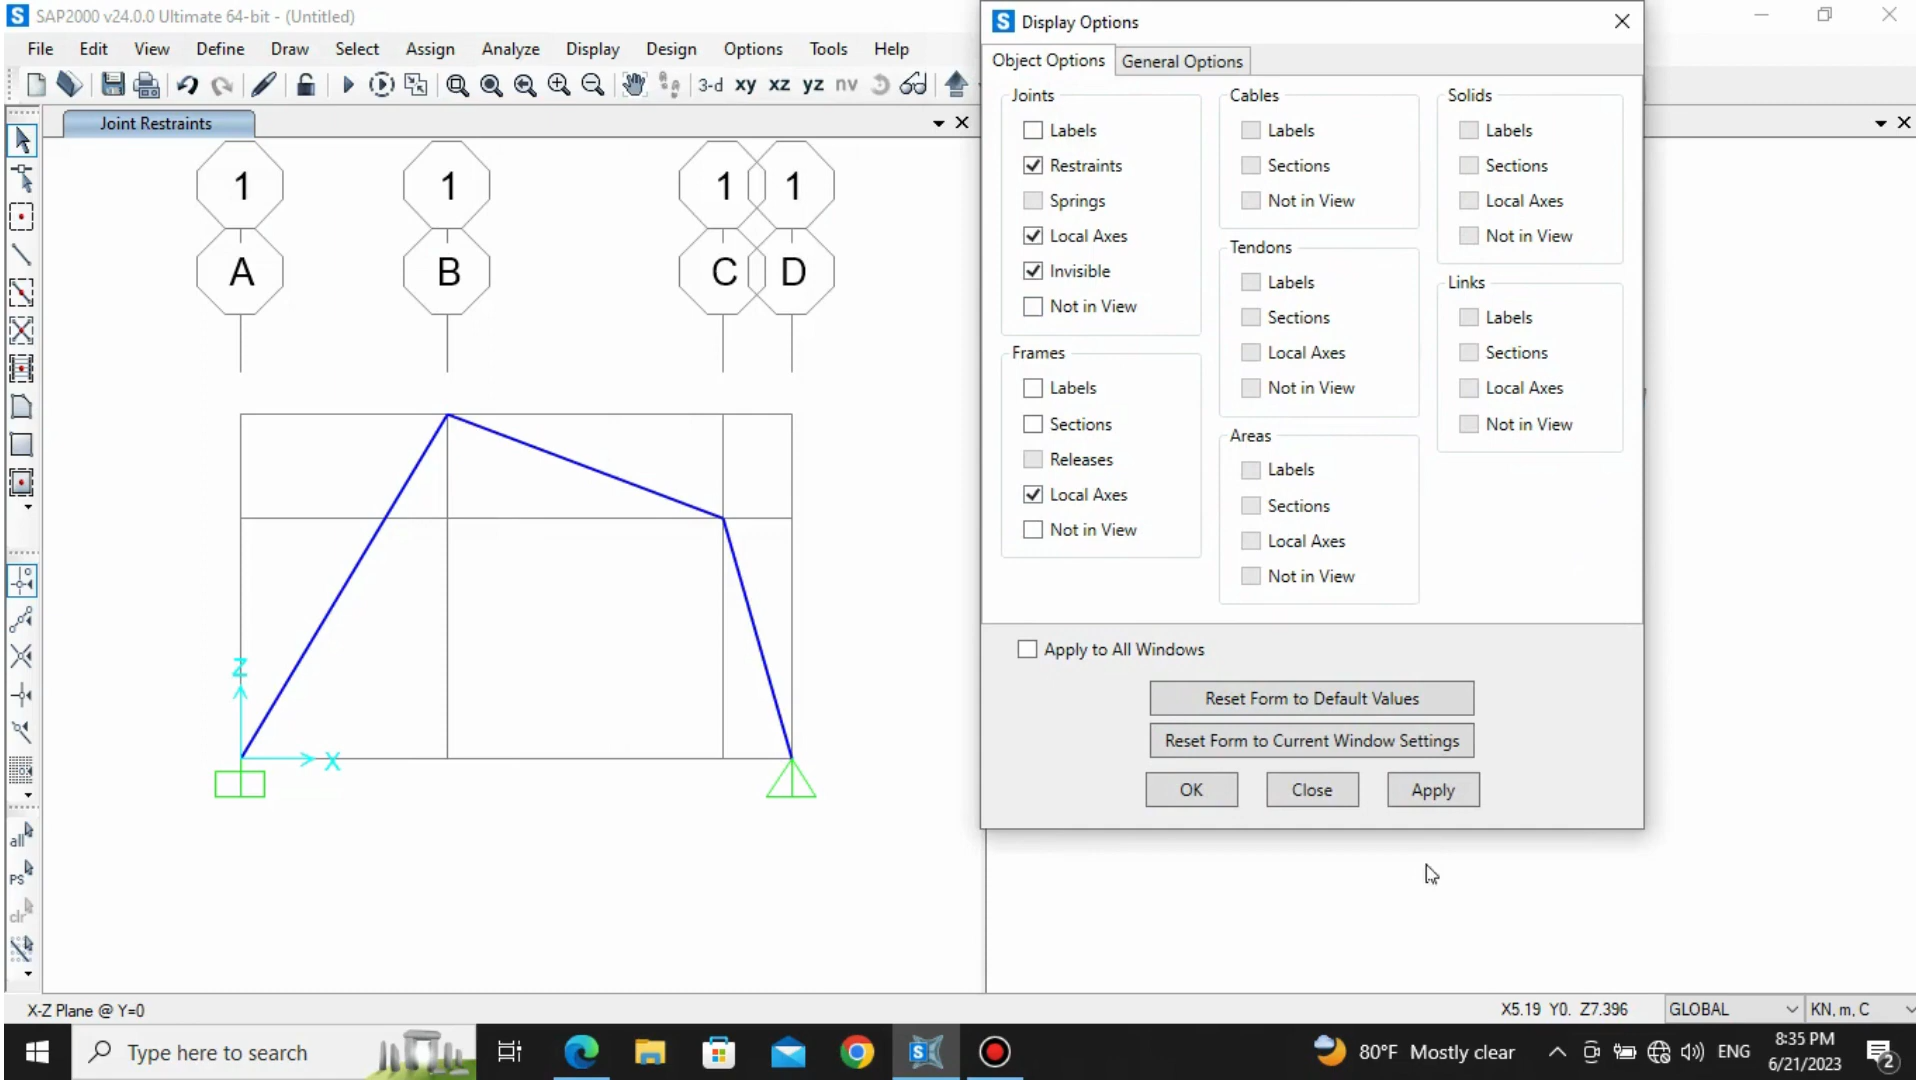 SAP2000 v24.0.0 Ultimate 64-bit - (Untitled)
File Edit View Define Draw Select Assign Analyze Display Design Options Tools Help
3-d xy xz yz nv
Joint Restraints
1 1 1 1
A B C D
Z
X
all
PS
clr
Display Options
Object Options General Options
Joints
Labels
Restraints
Springs
Local Axes
Invisible
Not in View
Frames
Labels
Sections
Releases
Local Axes
Not in View
Cables
Labels
Sections
Not in View
Tendons
Labels
Sections
Local Axes
Not in View
Areas
Labels
Sections
Local Axes
Not in View
Solids
Labels
Sections
Local Axes
Not in View
Links
Labels
Sections
Local Axes
Not in View
Apply to All Windows
Reset Form to Default Values
Reset Form to Current Window Settings
OK Close Apply
X-Z Plane @ Y=0
X5.19 Y0. Z7.396
GLOBAL
KN, m, C
Type here to search
80°F Mostly clear
ENG
8:35 PM
6/21/2023
2